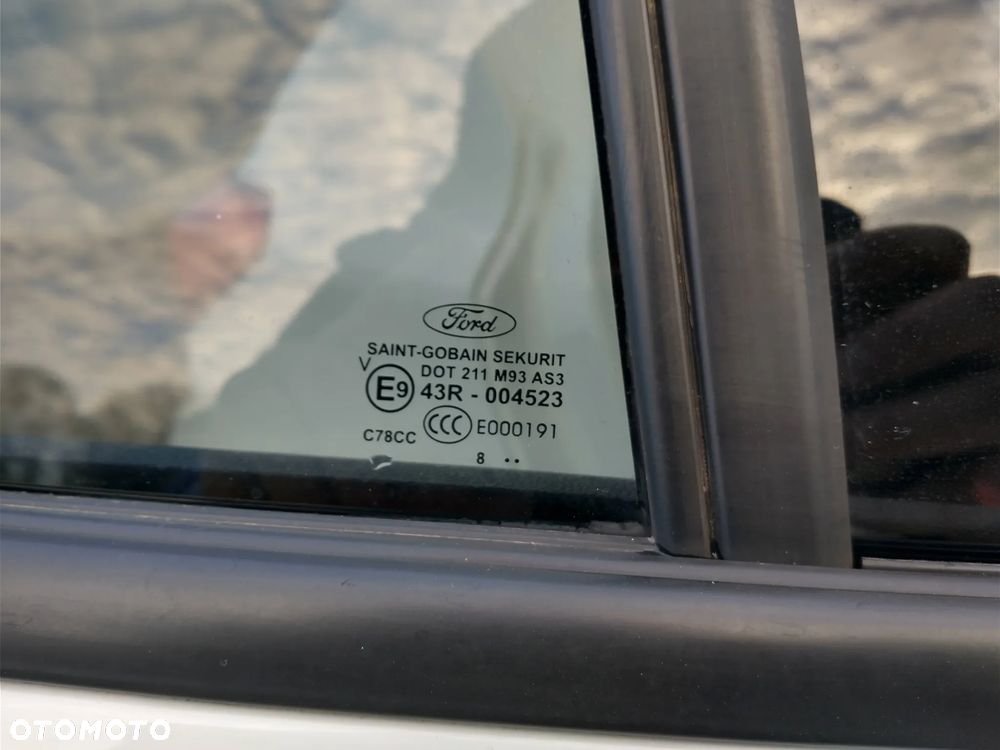 Ford
SAINT-GOBAIN SEKURIT
V DOT 211 M93 AS3
E9 43R - 004523
CCC E000191
C78CC
8 ..
OTOMOTO